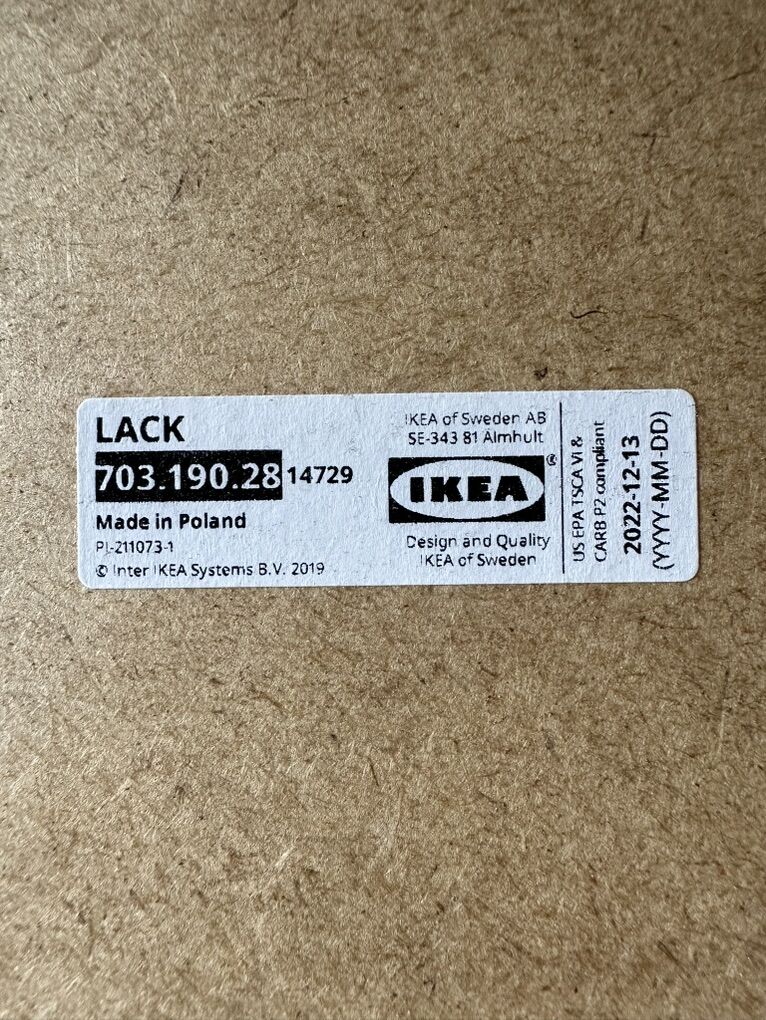 LACK
703.190.28 14729
Made in Poland
PI-211073-1
© Inter IKEA Systems B.V. 2019
IKEA of Sweden AB
SE-343 81 Älmhult
IKEA®
Design and Quality
IKEA of Sweden
US EPA TSCA VI &
CARB P2 compliant
2022-12-13
(YYYY-MM-DD)